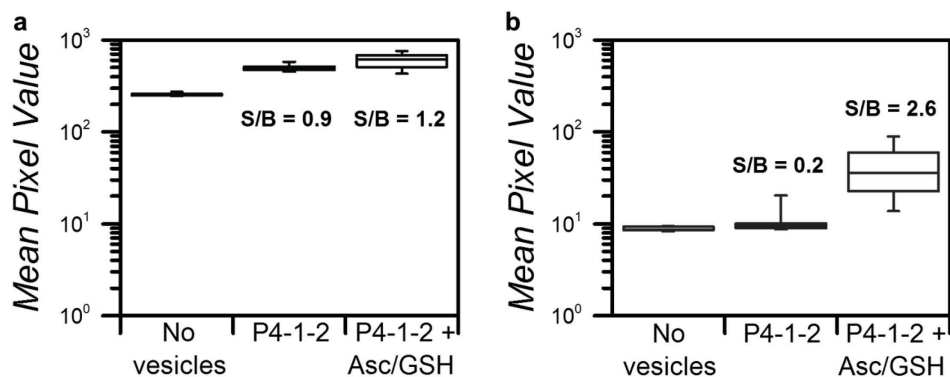 a
Mean Pixel Value
10³
10²
10¹
10⁰
S/B = 0.9
S/B = 1.2
No vesicles
P4-1-2
P4-1-2 +
Asc/GSH
b
Mean Pixel Value
10³
10²
10¹
10⁰
S/B = 0.2
S/B = 2.6
No
vesicles
P4-1-2
P4-1-2 +
Asc/GSH